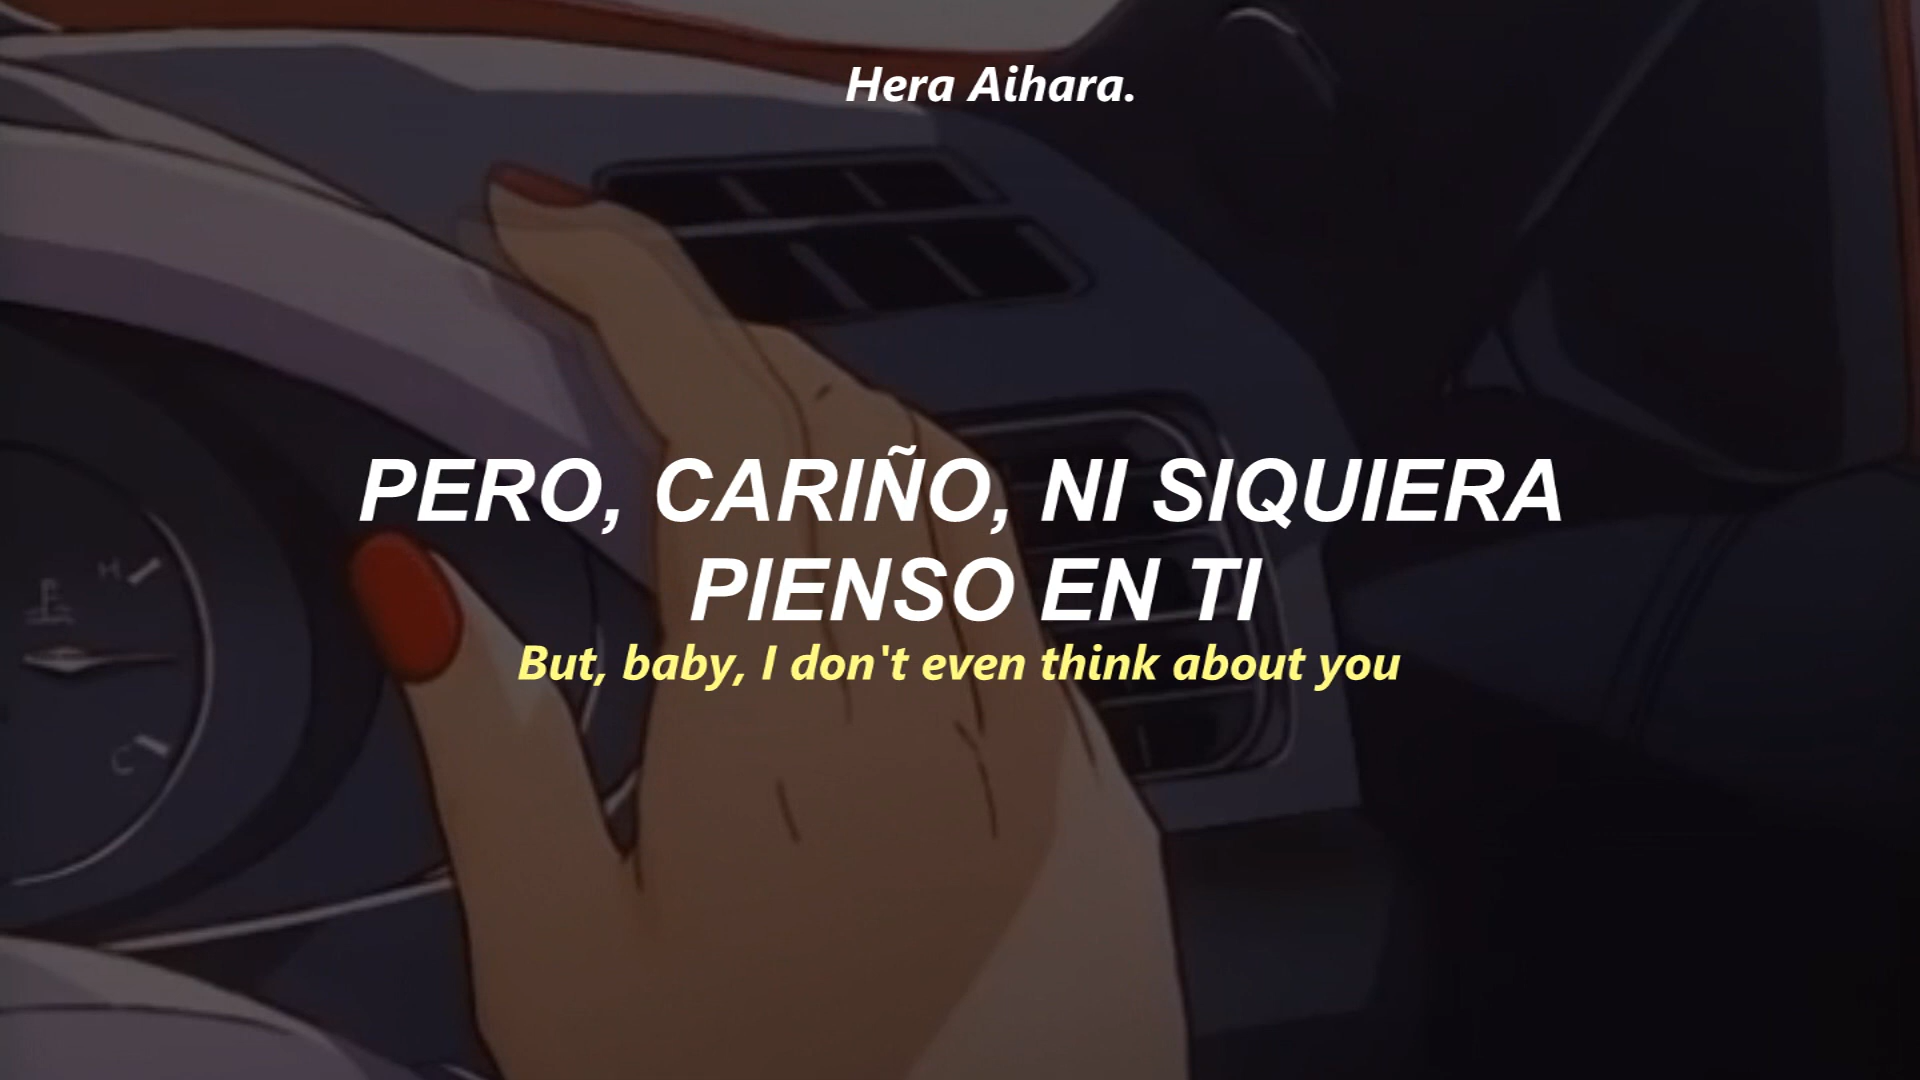 Hera Aihara.
PERO, CARIÑO, NI SIQUIERA
PIENSO EN TI
But, baby, I don't even think about you
H
C